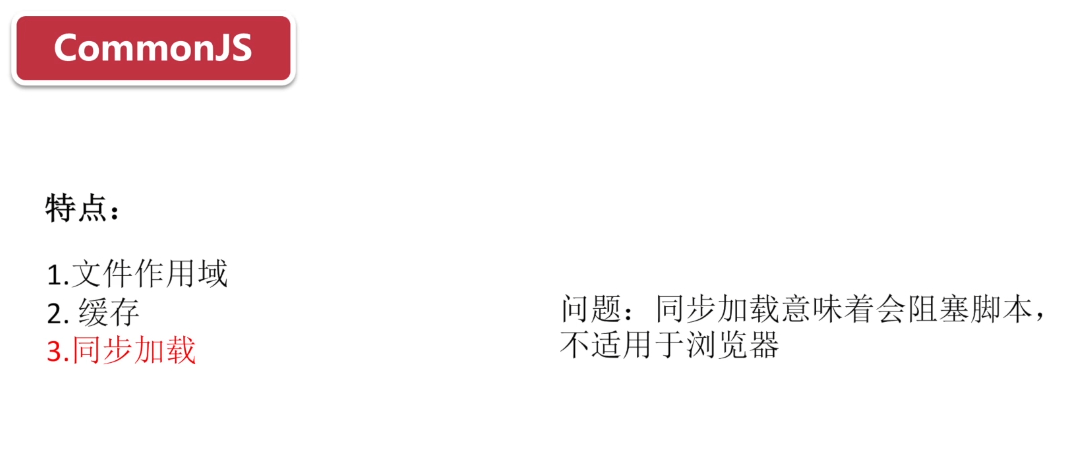 CommonJS
特点：
1.文件作用域
2. 缓存
3.同步加载
问题：同步加载意味着会阻塞脚本，
不适用于浏览器